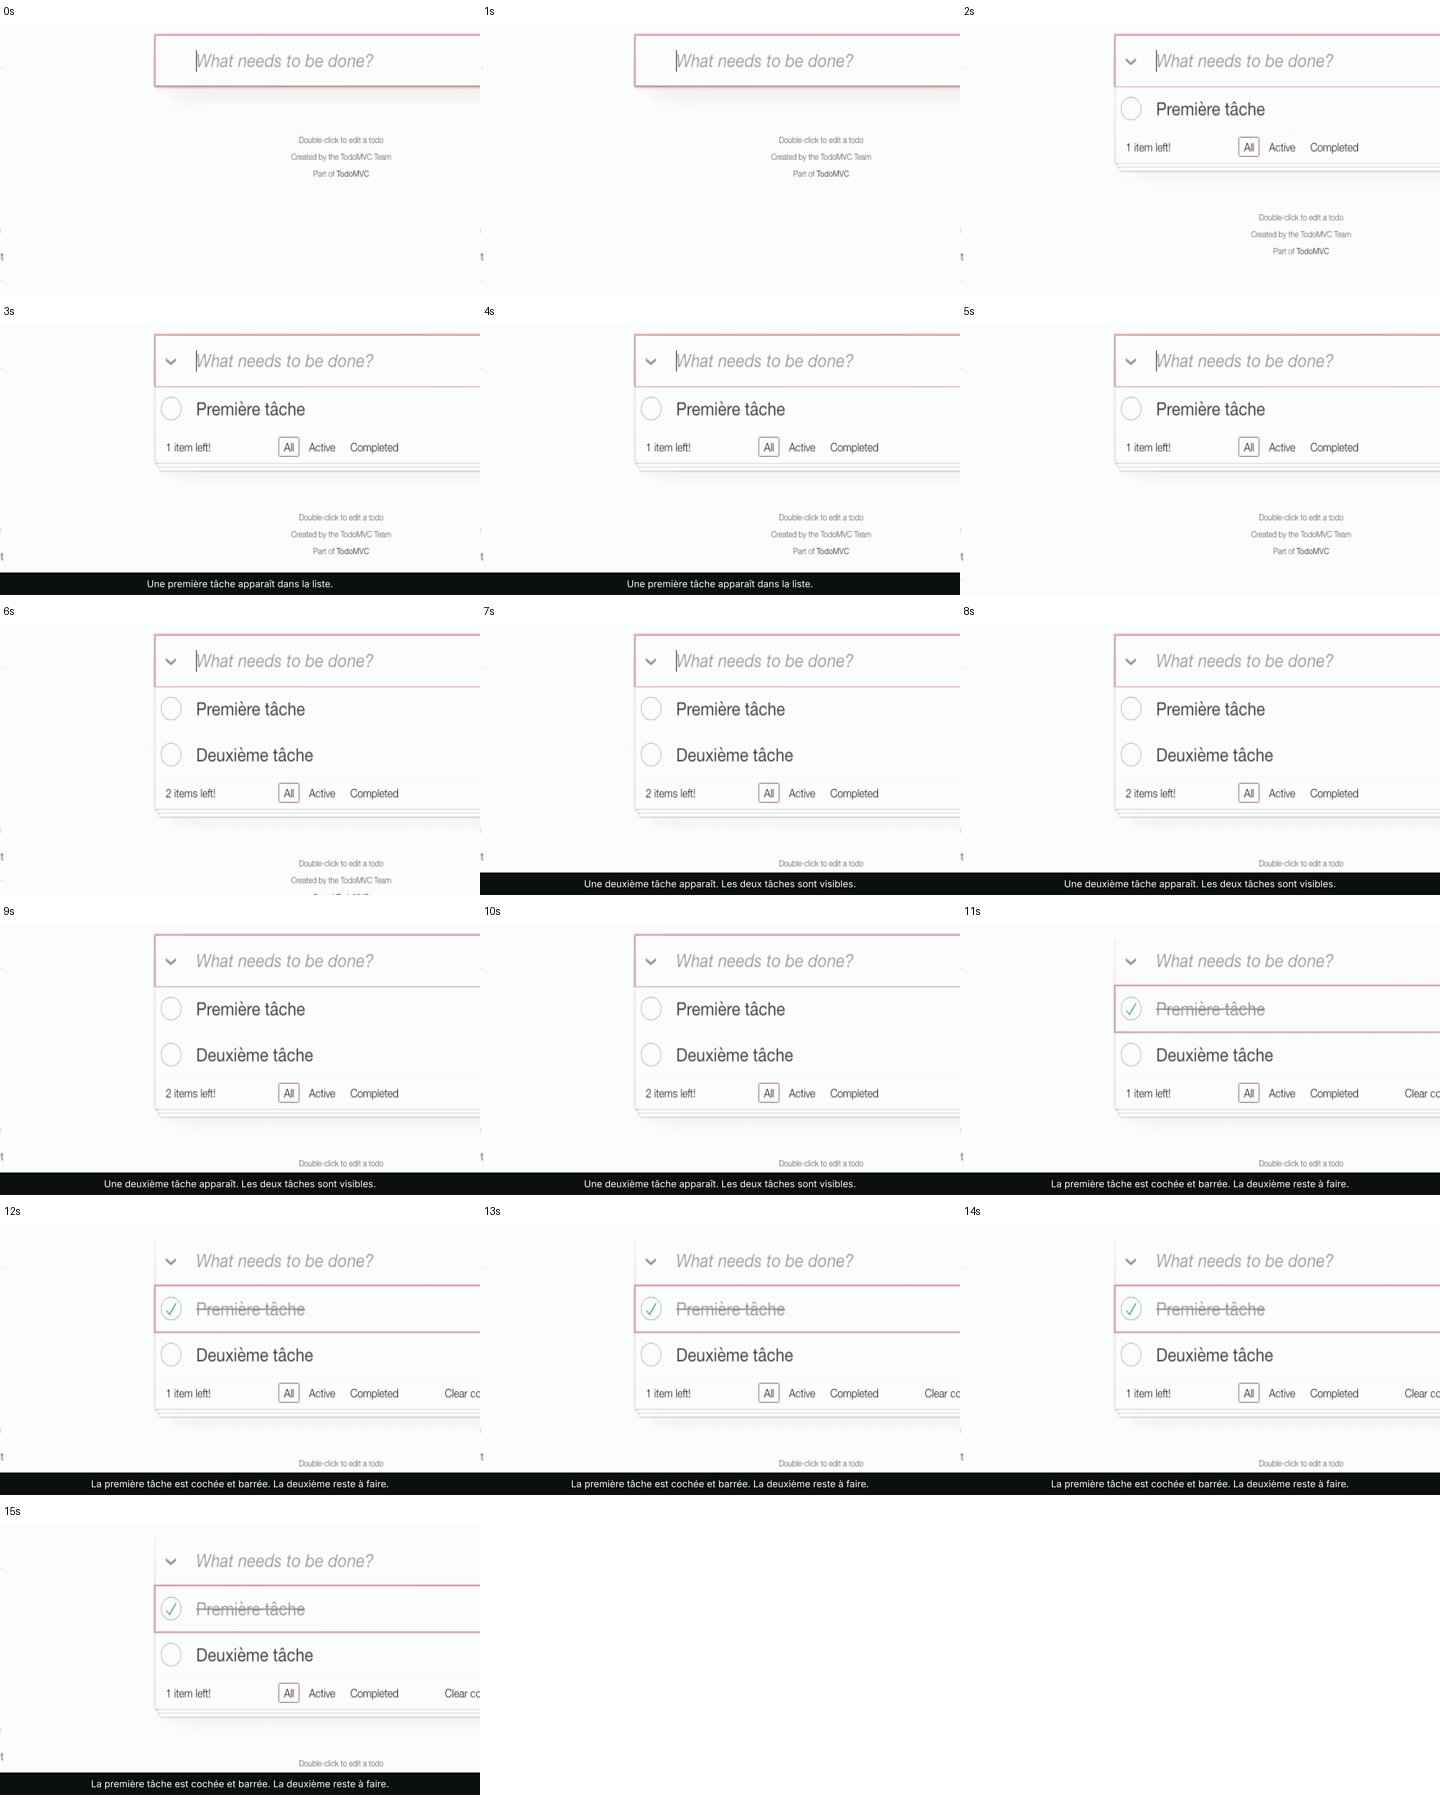 0s
What needs to be done?
Double-click to edit a todo
Created by the TodoMVC Team
Part of TodoMVC
t
1s
What needs to be done?
Double-click to edit a todo
Created by the TodoMVC Team
Part of TodoMVC
t
2s
What needs to be done?
Première tâche
1 item left! All Active Completed
Double-click to edit a todo
Created by the TodoMVC Team
Part of TodoMVC
t
3s
What needs to be done?
Première tâche
1 item left! All Active Completed
Double-click to edit a todo
Created by the TodoMVC Team
Part of TodoMVC
t
Une première tâche apparaît dans la liste.
4s
What needs to be done?
Première tâche
1 item left! All Active Completed
Double-click to edit a todo
Created by the TodoMVC Team
Part of TodoMVC
t
Une première tâche apparaît dans la liste.
5s
What needs to be done?
Première tâche
1 item left! All Active Completed
Double-click to edit a todo
Created by the TodoMVC Team
Part of TodoMVC
t
6s
What needs to be done?
Première tâche
Deuxième tâche
2 items left! All Active Completed
t
Double-click to edit a todo
Created by the TodoMVC Team
7s
What needs to be done?
Première tâche
Deuxième tâche
2 items left! All Active Completed
t
Double-click to edit a todo
Une deuxième tâche apparaît. Les deux tâches sont visibles.
8s
What needs to be done?
Première tâche
Deuxième tâche
2 items left! All Active Completed
t
Double-click to edit a todo
Une deuxième tâche apparaît. Les deux tâches sont visibles.
9s
What needs to be done?
Première tâche
Deuxième tâche
2 items left! All Active Completed
t
Double-click to edit a todo
Une deuxième tâche apparaît. Les deux tâches sont visibles.
10s
What needs to be done?
Première tâche
Deuxième tâche
2 items left! All Active Completed
t
Double-click to edit a todo
Une deuxième tâche apparaît. Les deux tâches sont visibles.
11s
What needs to be done?
Première tâche
Deuxième tâche
1 item left! All Active Completed Clear co
t
Double-click to edit a todo
La première tâche est cochée et barrée. La deuxième reste à faire.
12s
What needs to be done?
Première tâche
Deuxième tâche
1 item left! All Active Completed Clear co
t
Double-click to edit a todo
La première tâche est cochée et barrée. La deuxième reste à faire.
13s
What needs to be done?
Première tâche
Deuxième tâche
1 item left! All Active Completed Clear co
t
Double-click to edit a todo
La première tâche est cochée et barrée. La deuxième reste à faire.
14s
What needs to be done?
Première tâche
Deuxième tâche
1 item left! All Active Completed Clear co
t
Double-click to edit a todo
La première tâche est cochée et barrée. La deuxième reste à faire.
15s
What needs to be done?
Première tâche
Deuxième tâche
1 item left! All Active Completed Clear co
t
Double-click to edit a todo
La première tâche est cochée et barrée. La deuxième reste à faire.